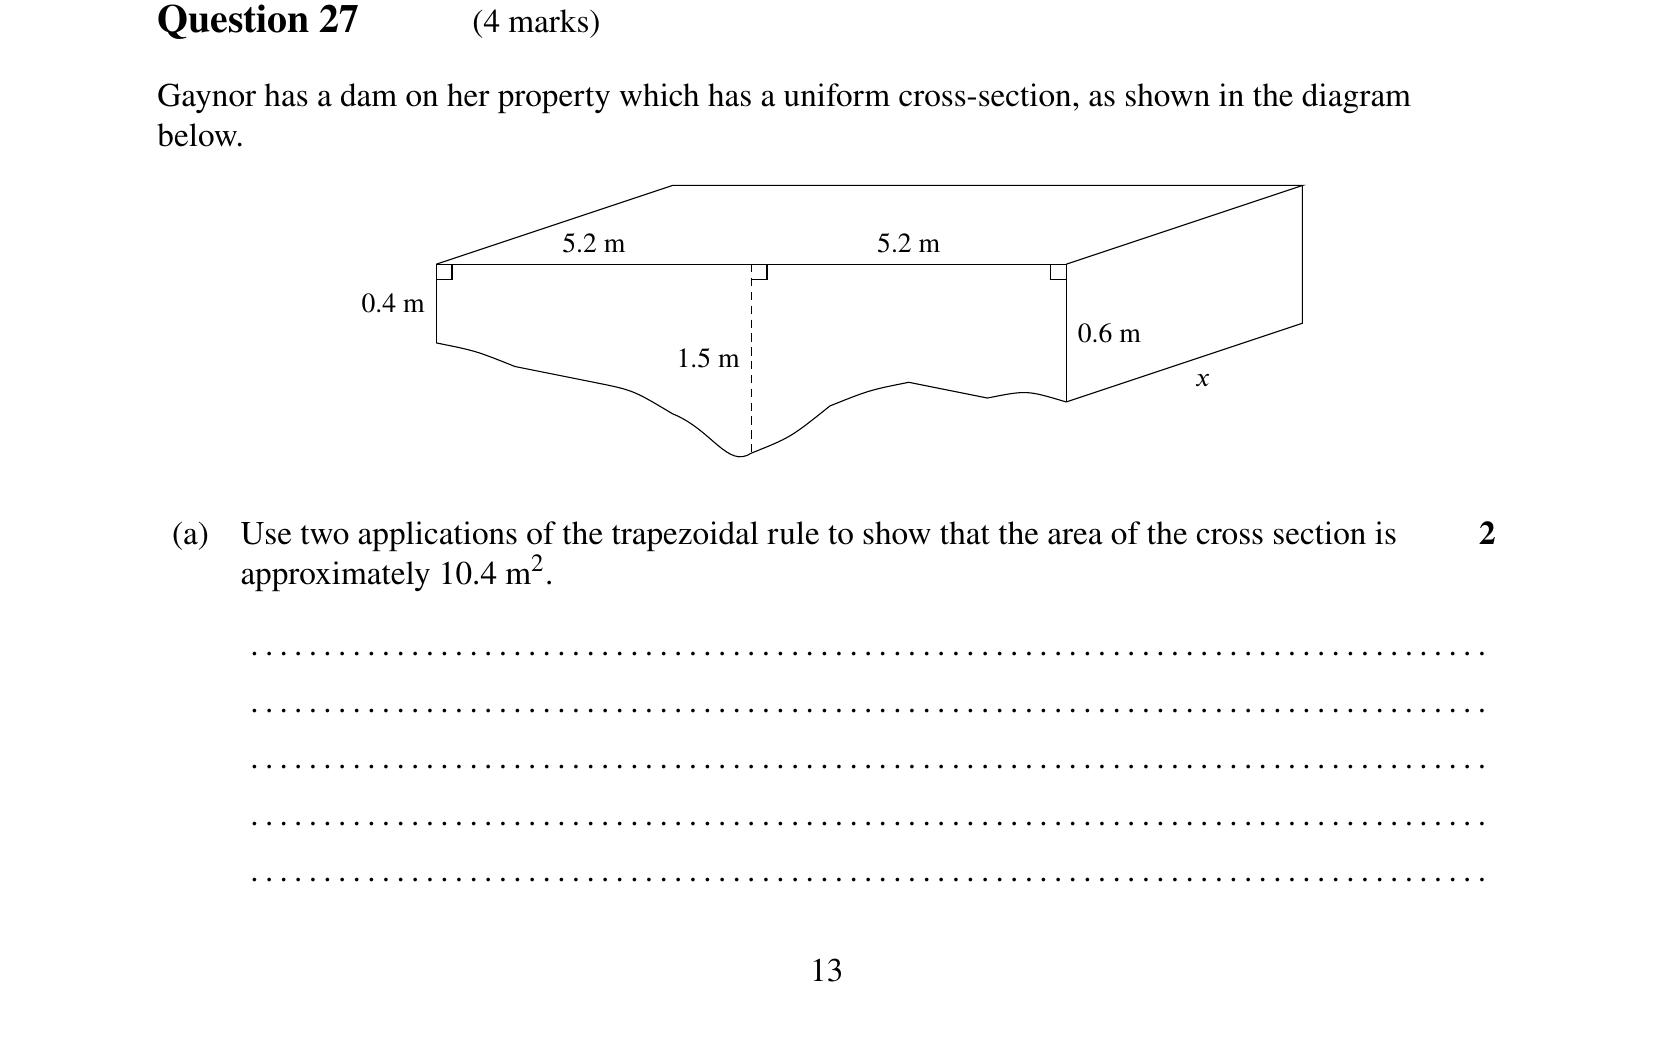 Question 27 (4 marks)
Gaynor has a dam on her property which has a uniform cross-section, as shown in the diagram
below.
5.2 m 5.2 m
0.4 m
0.6 m
1.5 m
x
(a) Use two applications of the trapezoidal rule to show that the area of the cross section is 2
approximately 10.4 m².
13